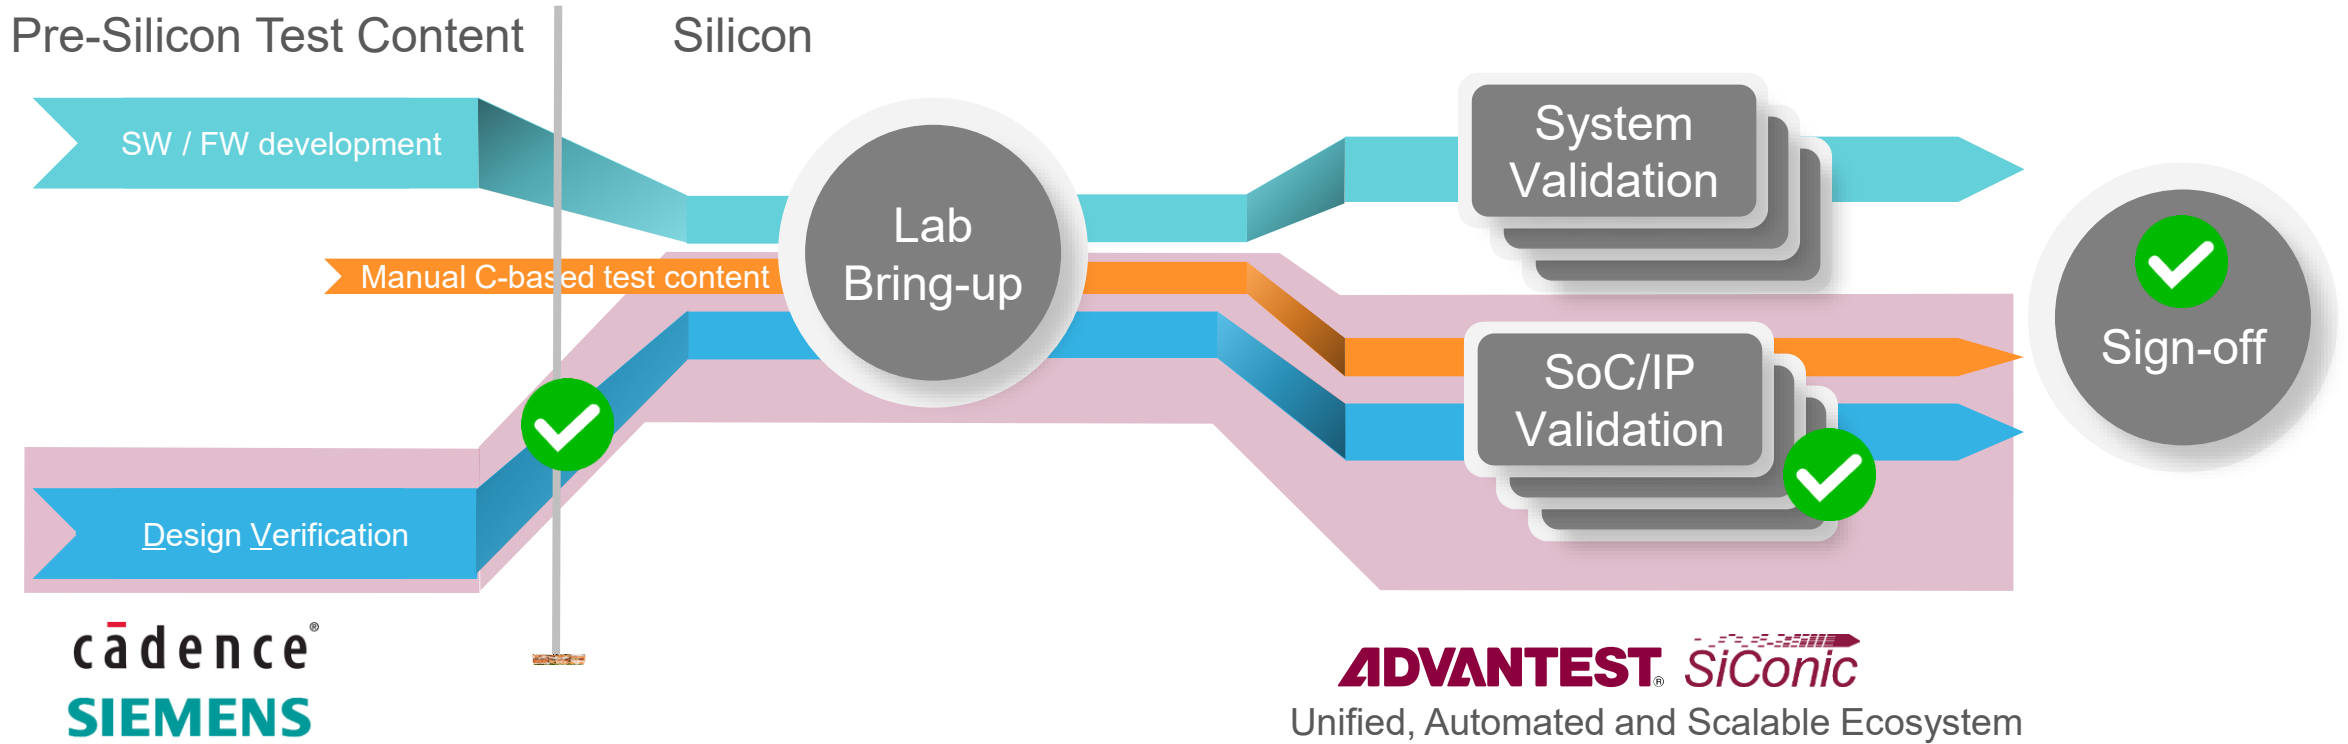 Pre-Silicon Test Content
Silicon
SW / FW development
Manual C-based test content
Design Verification
Lab
Bring-up
System
Validation
SoC/IP
Validation
Sign-off
cādence®
SIEMENS
ADVANTEST®
SiConic
Unified, Automated and Scalable Ecosystem